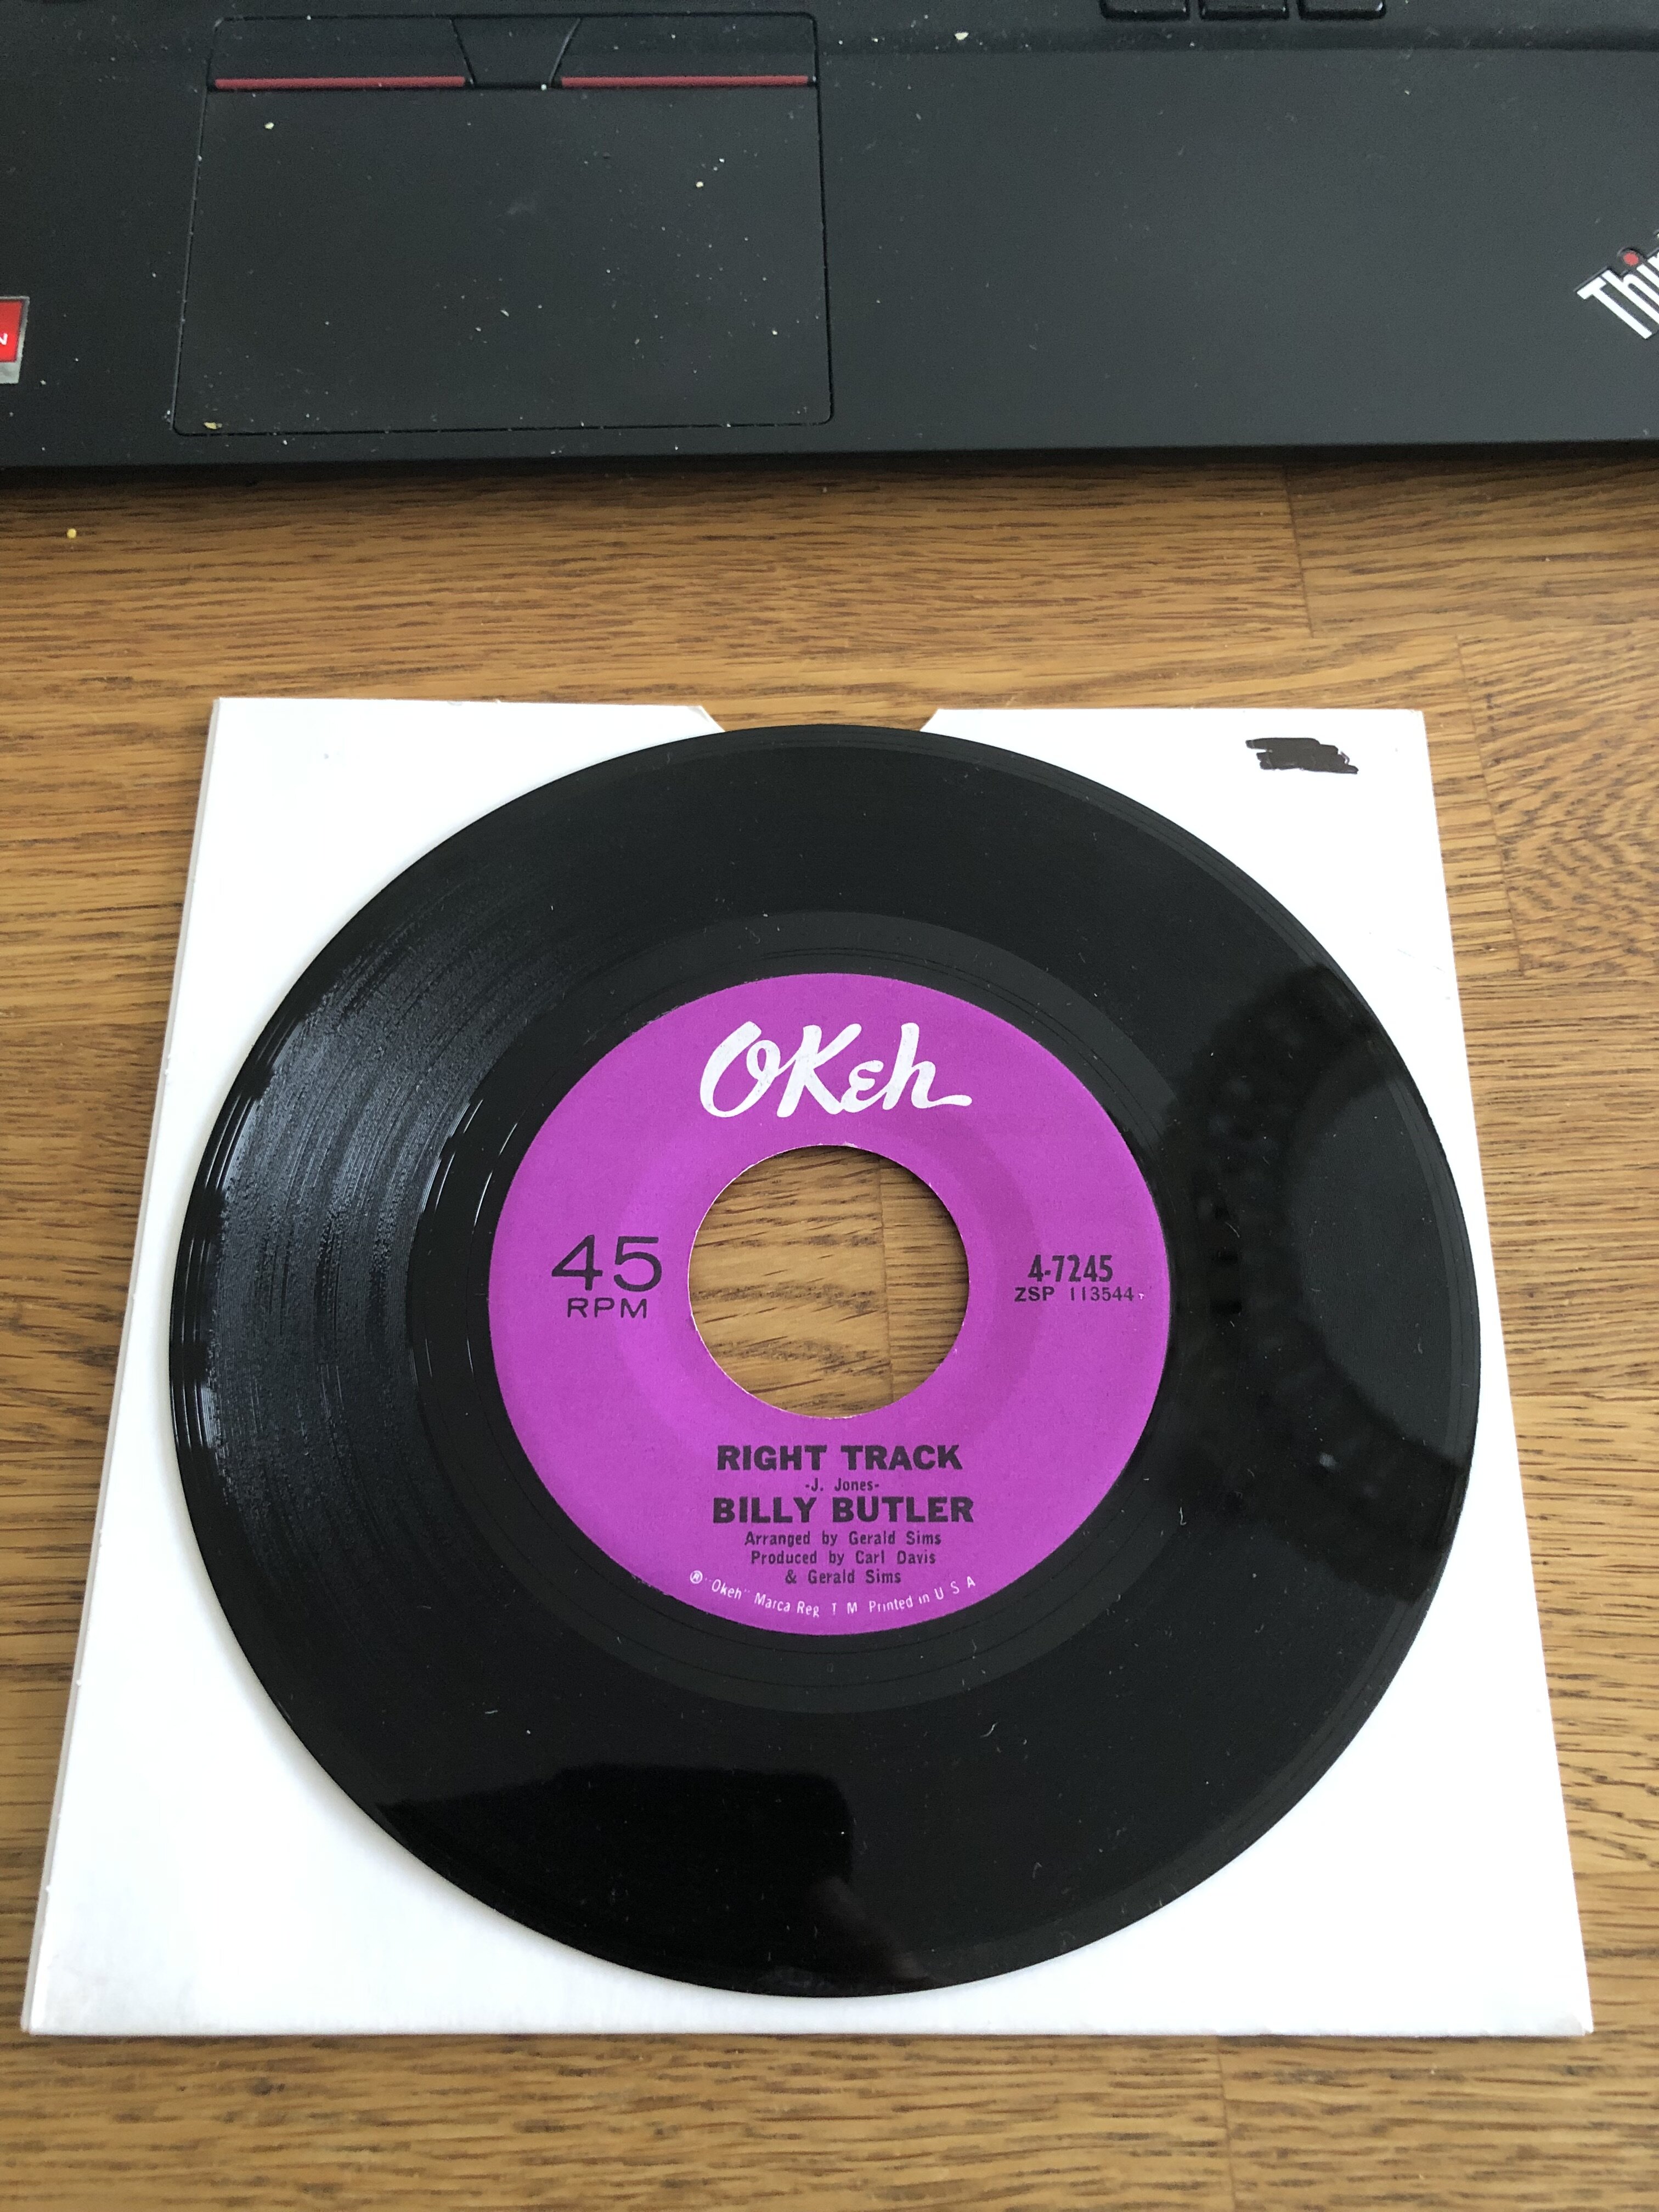 Thin
OKeh
45
RPM
4-7245
ZSP 113544
RIGHT TRACK
-J. Jones-
BILLY BUTLER
Arranged by Gerald Sims
Produced by Carl Davis
& Gerald Sims
® "Okeh" Marca Reg. T M Printed in U S A